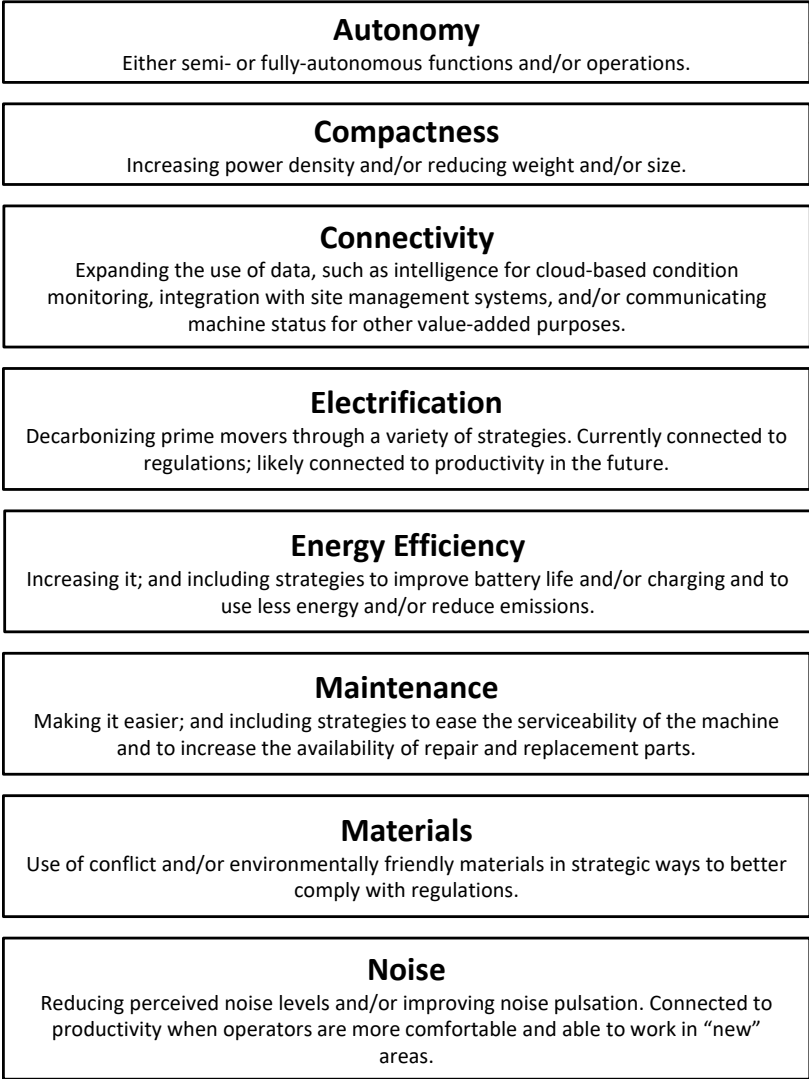 Autonomy
Either semi- or fully-autonomous functions and/or operations.
Compactness
Increasing power density and/or reducing weight and/or size.
Connectivity
Expanding the use of data, such as intelligence for cloud-based condition
monitoring, integration with site management systems, and/or communicating
machine status for other value-added purposes.
Electrification
Decarbonizing prime movers through a variety of strategies. Currently connected to
regulations; likely connected to productivity in the future.
Energy Efficiency
Increasing it; and including strategies to improve battery life and/or charging and to
use less energy and/or reduce emissions.
Maintenance
Making it easier; and including strategies to ease the serviceability of the machine
and to increase the availability of repair and replacement parts.
Materials
Use of conflict and/or environmentally friendly materials in strategic ways to better
comply with regulations.
Noise
Reducing perceived noise levels and/or improving noise pulsation. Connected to
productivity when operators are more comfortable and able to work in “new”
areas.